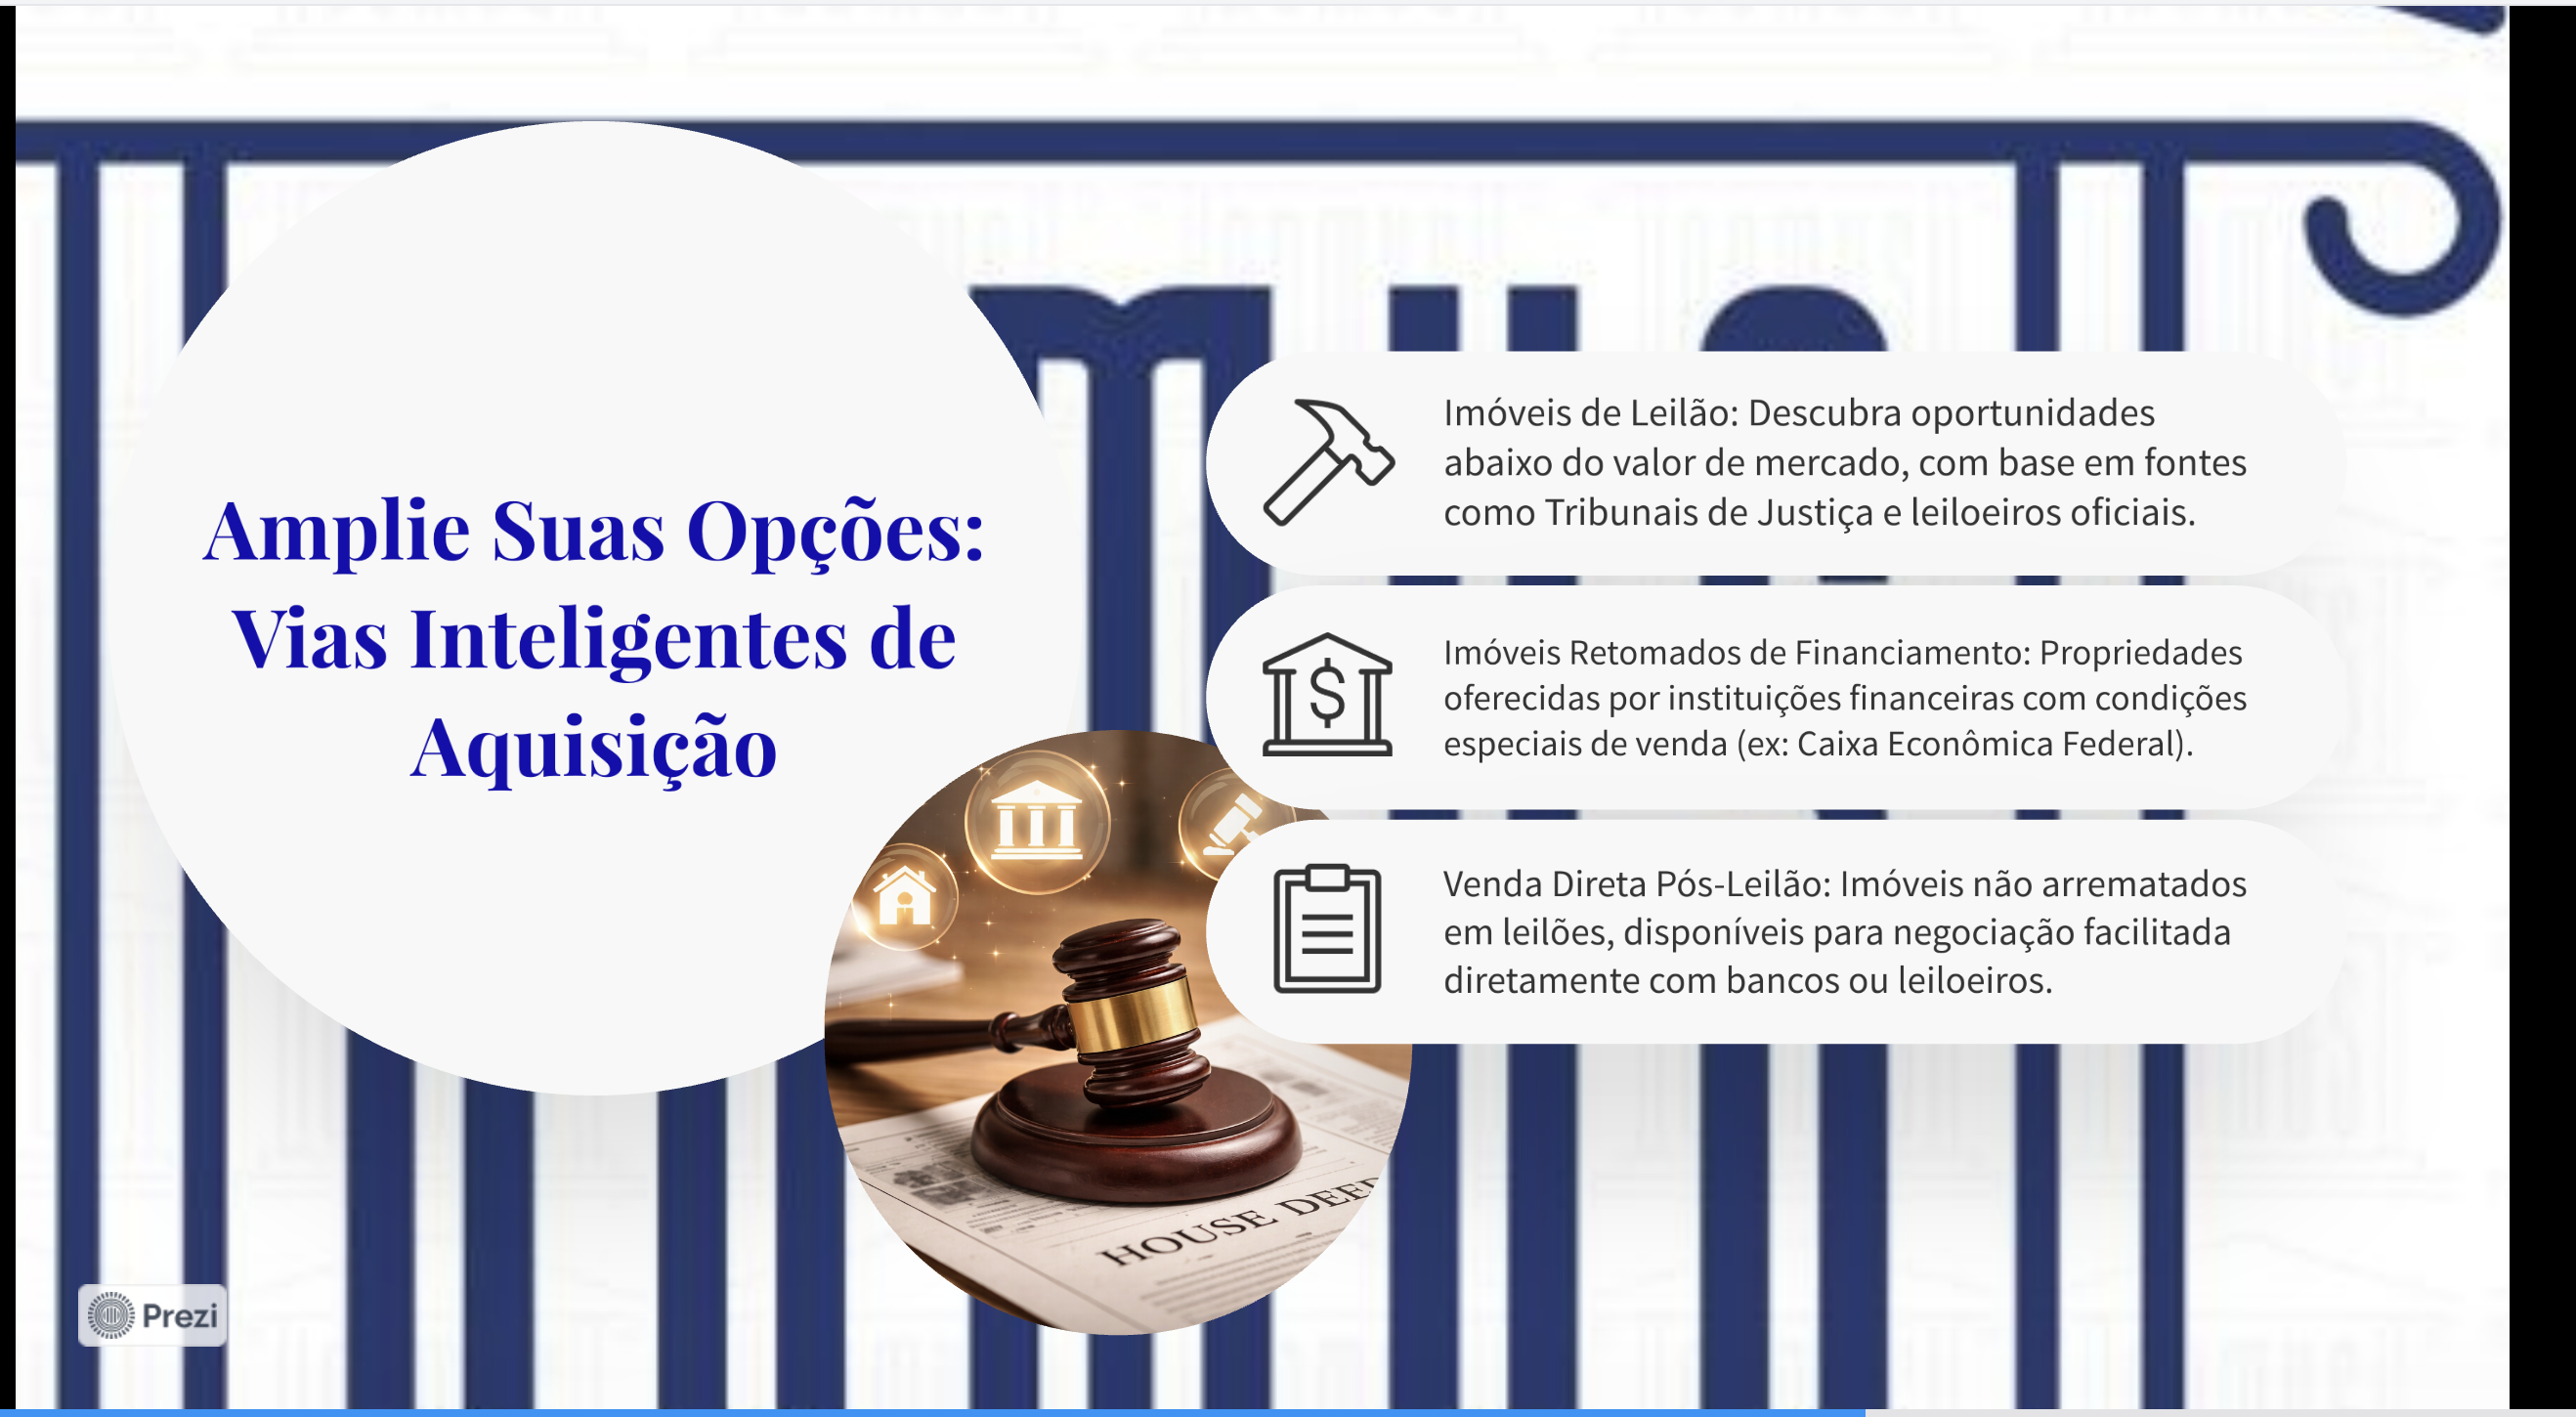 Amplie Suas Opções:
Vias Inteligentes de
Aquisição
Imóveis de Leilão: Descubra oportunidades
abaixo do valor de mercado, com base em fontes
como Tribunais de Justiça e leiloeiros oficiais.
Imóveis Retomados de Financiamento: Propriedades
oferecidas por instituições financeiras com condições
especiais de venda (ex: Caixa Econômica Federal).
Venda Direta Pós-Leilão: Imóveis não arrematados
em leilões, disponíveis para negociação facilitada
diretamente com bancos ou leiloeiros.
HOUSE DEED
Prezi